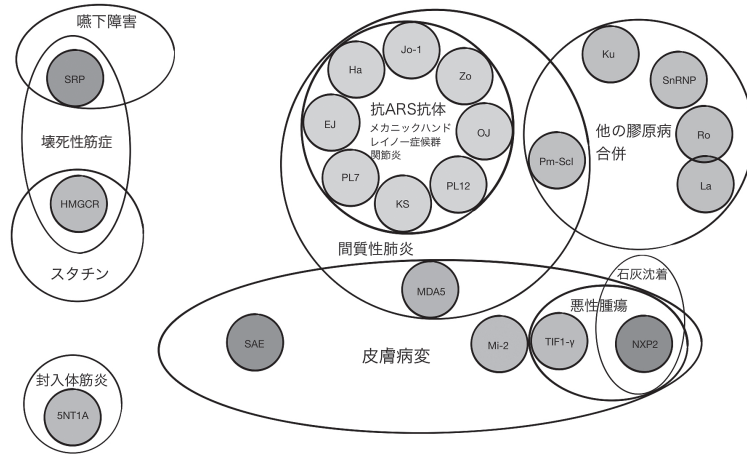 嚥下障害
SRP
壊死性筋症
HMGCR
スタチン
封入体筋炎
5NT1A
Jo-1
Ha
Zo
EJ
抗ARS抗体
メカニックハンド
レイノー症候群
関節炎
OJ
PL7
KS
PL12
間質性肺炎
Ku
SnRNP
他の膠原病
合併
Ro
La
Pm-Scl
MDA5
石灰沈着
悪性腫瘍
SAE
皮膚病変
Mi-2
TIF1-γ
NXP2